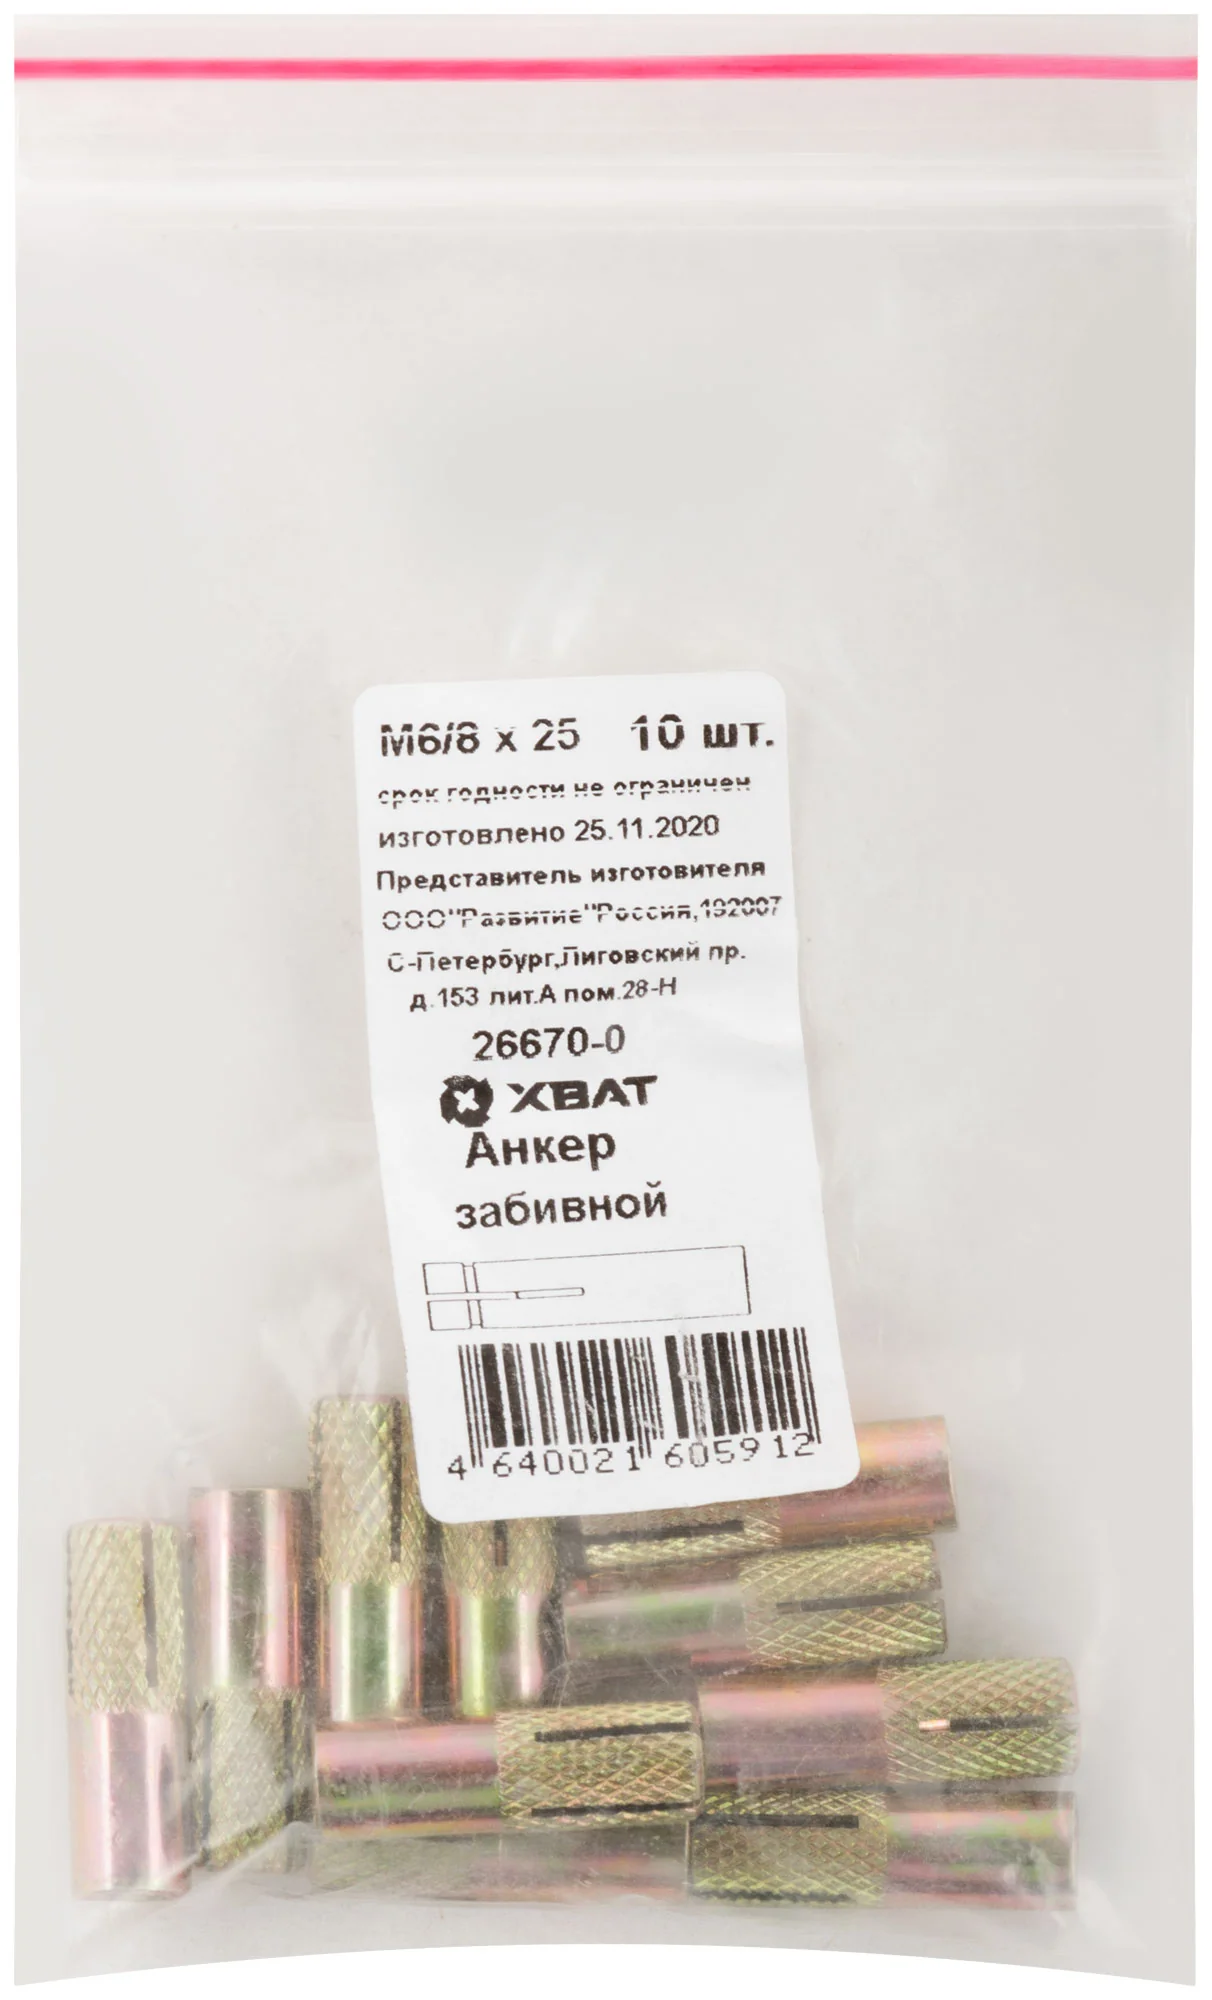 М6/8 х 25 10 шт.
срок годности не ограничен
изготовлено 25.11.2020
Представитель изготовителя
ООО"Развитие"Россия,192007
С-Петербург,Лиговский пр.
д.153 лит.А пом.28-Н
26670-0
ХВАТ
Анкер
забивной
4 640021 605912